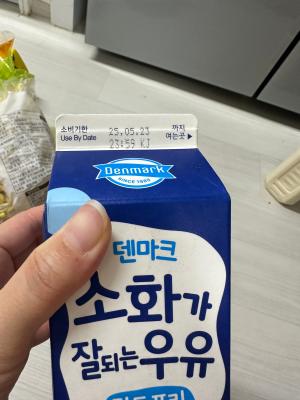 소비기한 25.05.23 까지
Use By Date 23:59 KJ 여는곳▶
Denmark
SINCE 1985
덴마크
소화가
잘되는우유